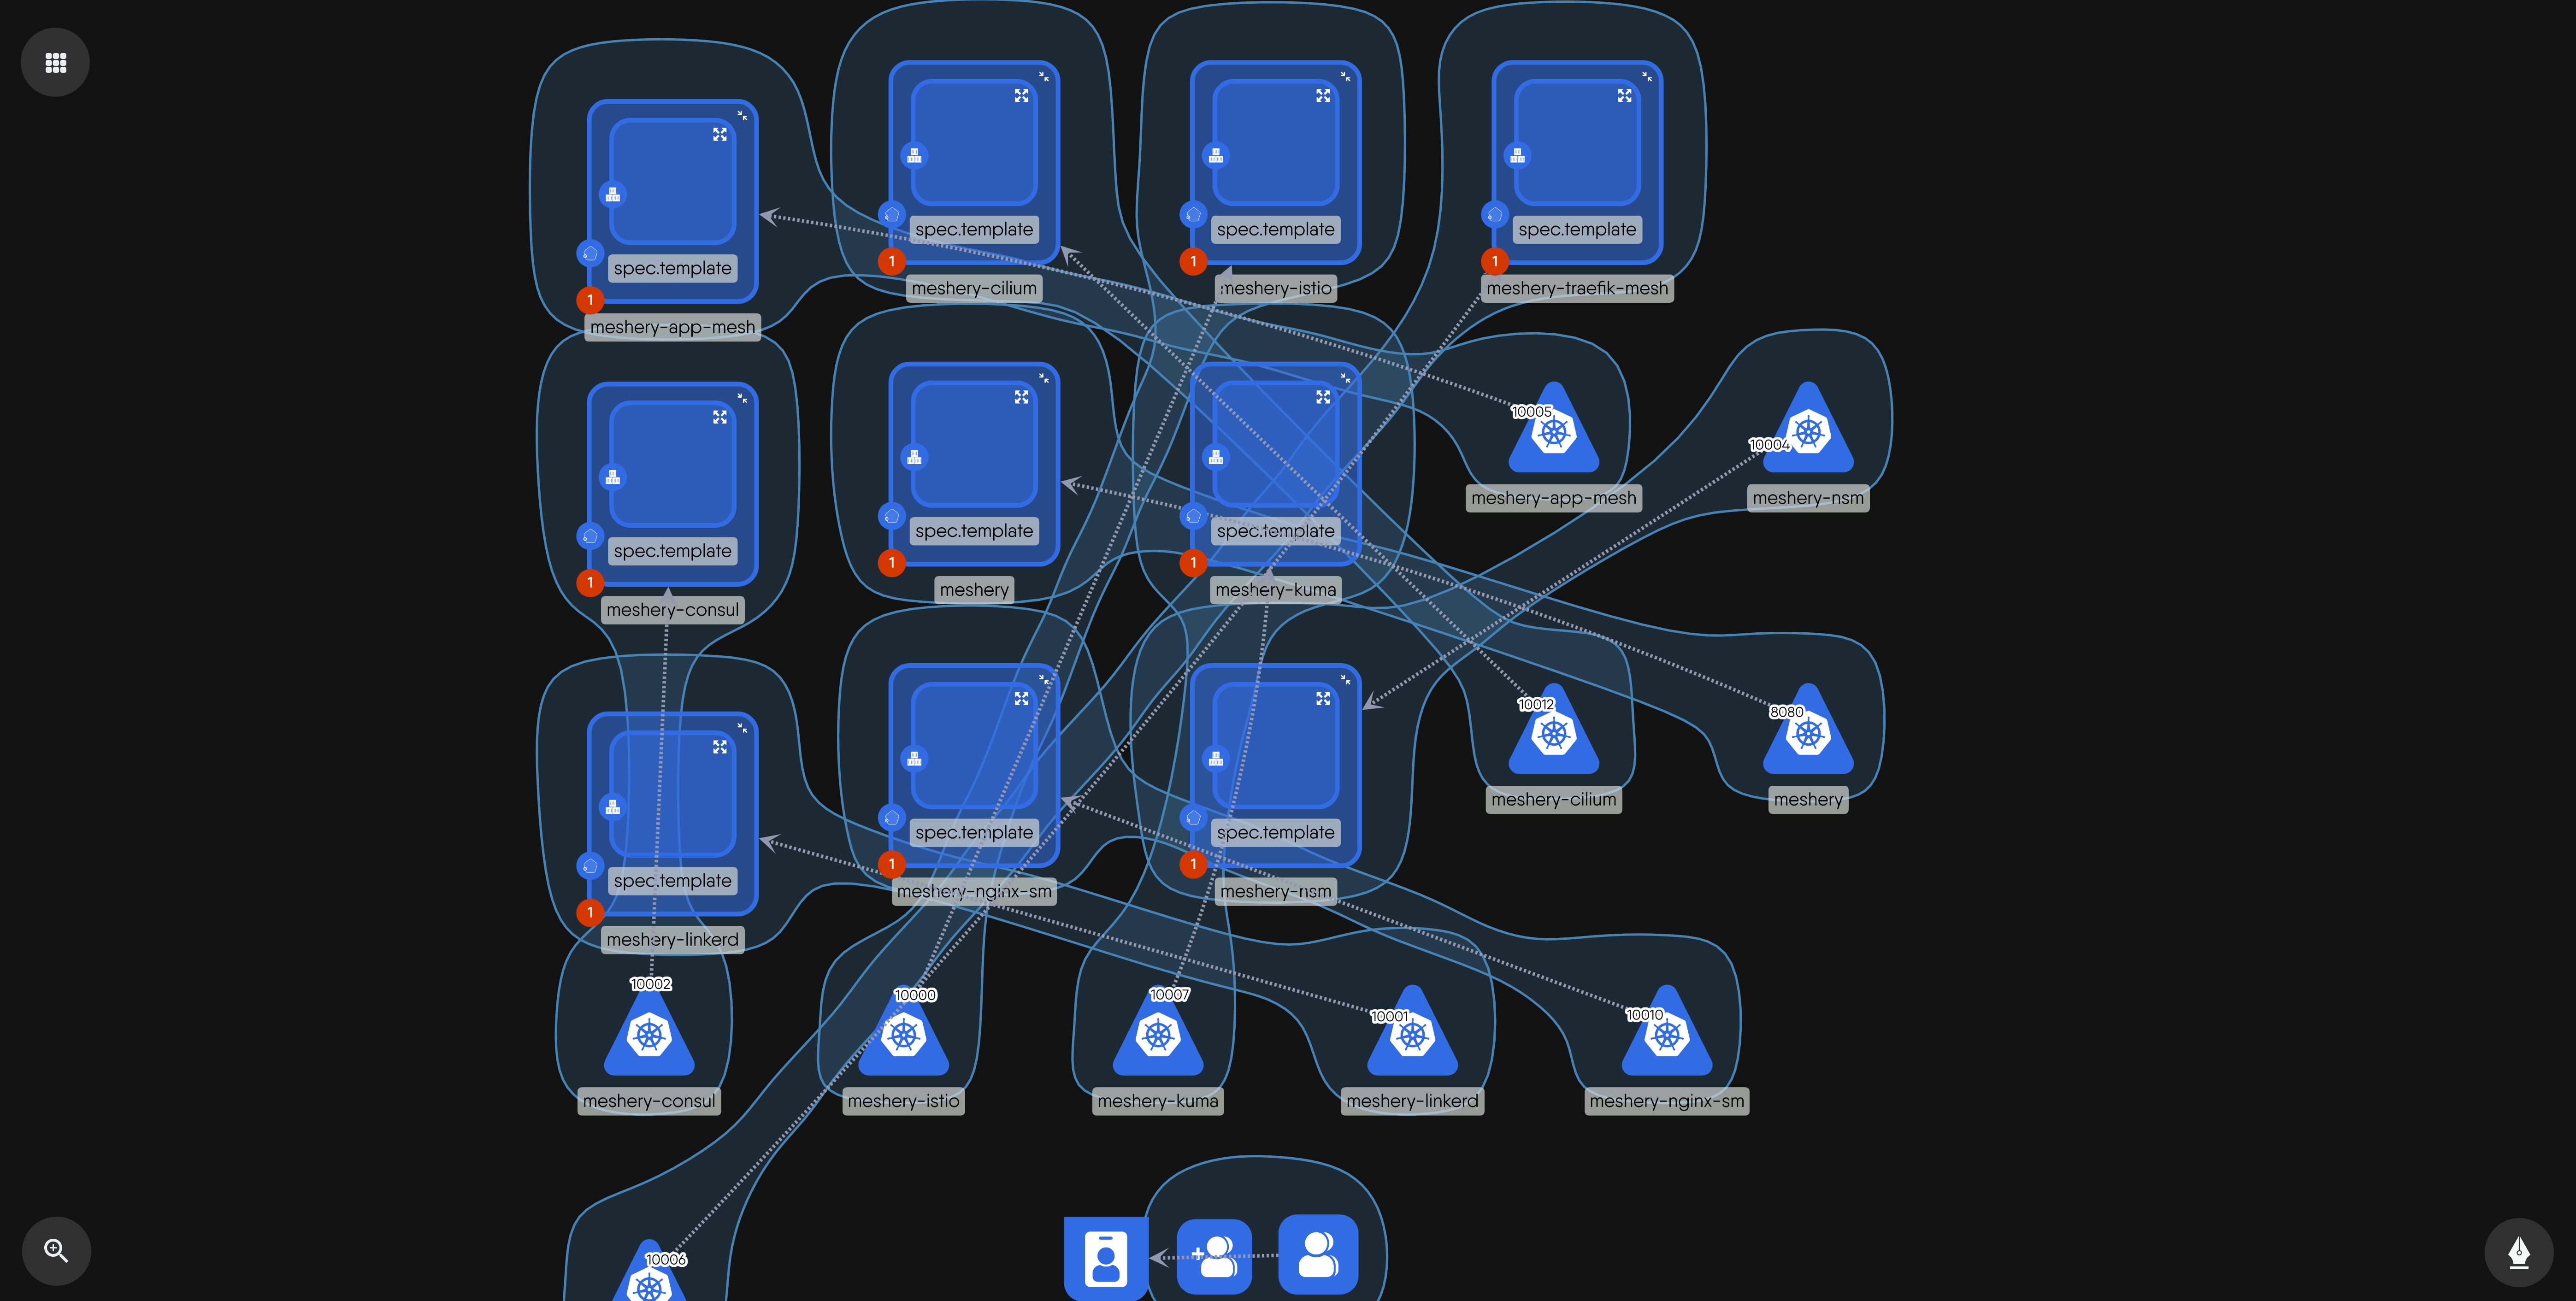 spec.template
1
meshery-app-mesh
spec.template
1
meshery-cilium
spec.template
1
meshery-istio
spec.template
1
meshery-traefik-mesh
spec.template
1
meshery-consul
spec.template
1
meshery
spec.template
1
meshery-kuma
10005
meshery-app-mesh
10004
meshery-nsm
spec.template
1
meshery-linkerd
spec.template
1
meshery-nginx-sm
spec.template
1
meshery-nsm
10012
meshery-cilium
8080
meshery
10002
meshery-consul
10000
meshery-istio
10007
meshery-kuma
10001
meshery-linkerd
10010
meshery-nginx-sm
10006